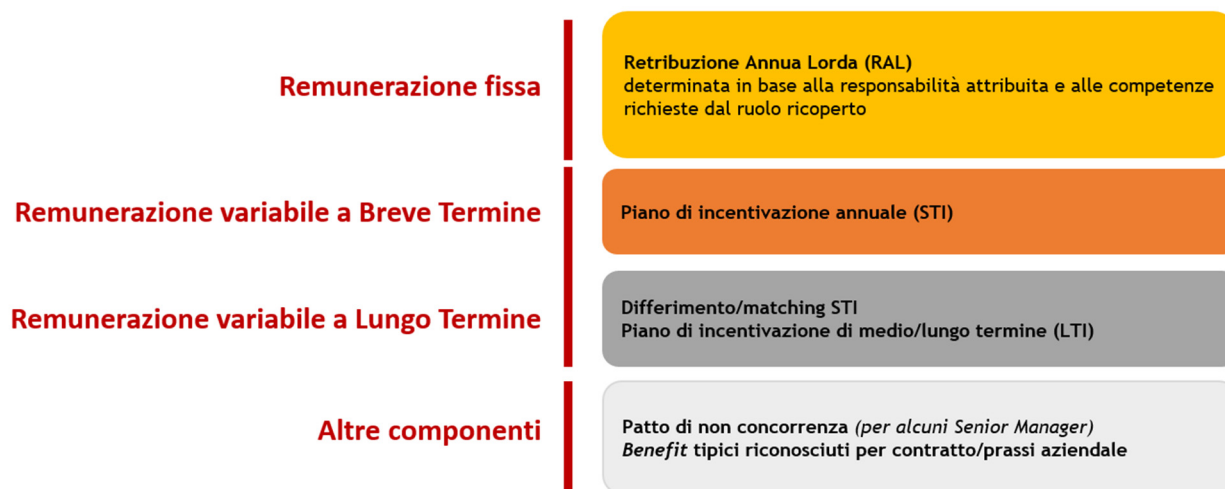 Remunerazione fissa
Retribuzione Annua Lorda (RAL)
determinata in base alla responsabilità attribuita e alle competenze
richieste dal ruolo ricoperto
Remunerazione variabile a Breve Termine
Piano di incentivazione annuale (STI)
Remunerazione variabile a Lungo Termine
Differimento/matching STI
Piano di incentivazione di medio/lungo termine (LTI)
Altre componenti
Patto di non concorrenza (per alcuni Senior Manager)
Benefit tipici riconosciuti per contratto/prassi aziendale